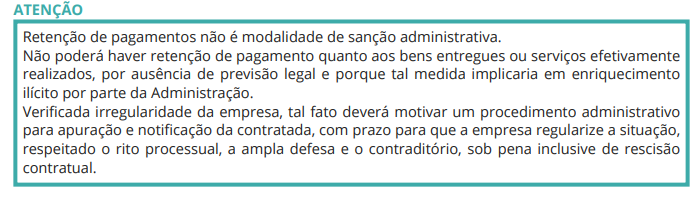 ATENÇÃO
Retenção de pagamentos não é modalidade de sanção administrativa.
Não poderá haver retenção de pagamento quanto aos bens entregues ou serviços efetivamente
realizados, por ausência de previsão legal e porque tal medida implicaria em enriquecimento
ilícito por parte da Administração.
Verificada irregularidade da empresa, tal fato deverá motivar um procedimento administrativo
para apuração e notificação da contratada, com prazo para que a empresa regularize a situação,
respeitado o rito processual, a ampla defesa e o contraditório, sob pena inclusive de rescisão
contratual.